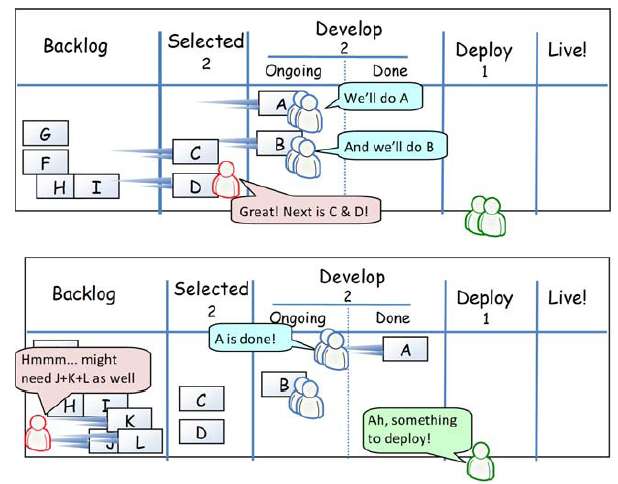 Backlog
Selected
2
Develop
2
Ongoing
Done
Deploy
1
Live!
A
We'll do A
G
B
And we'll do B
F
C
H
I
D
Great! Next is C & D!
Backlog
Selected
2
Develop
2
Ongoing
Done
Deploy
1
Live!
A is done!
A
Hmmm... might
need J+K+L as well
B
H
I
C
K
D
J
L
Ah, something
to deploy!